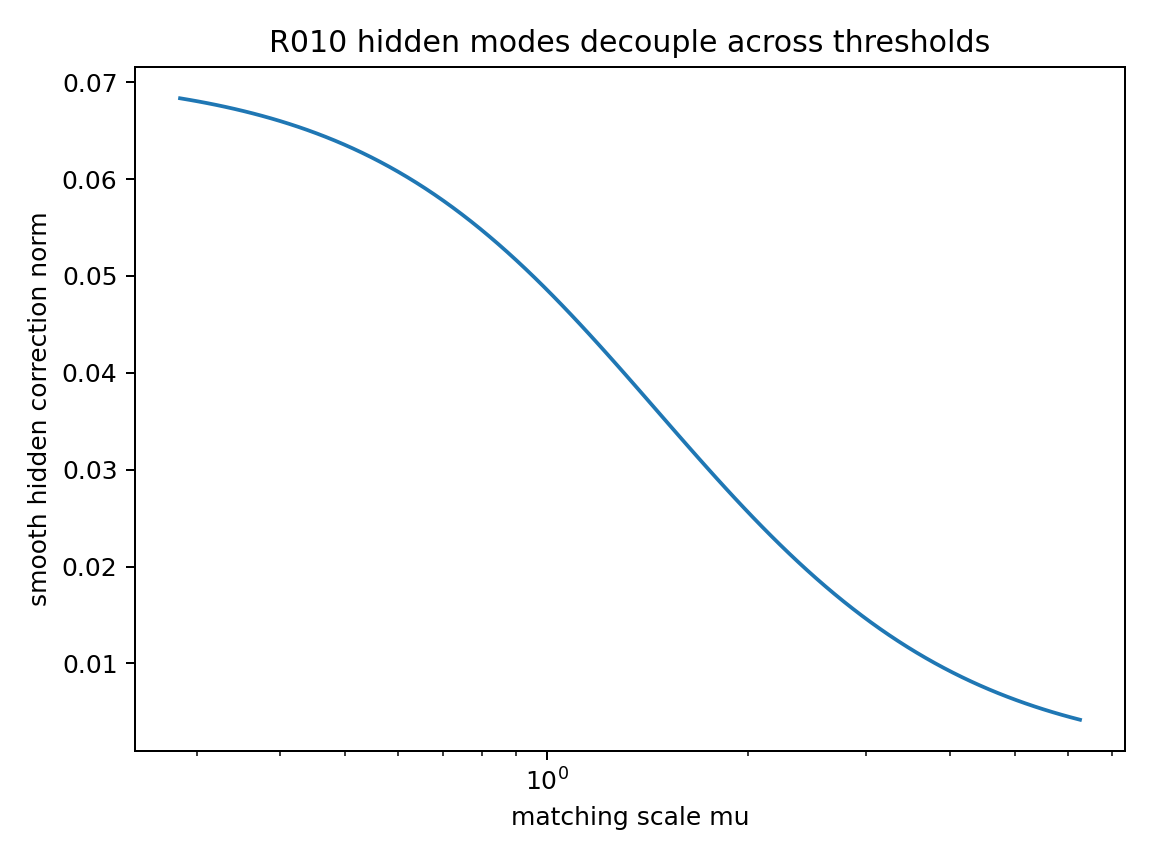 R010 hidden modes decouple across thresholds
smooth hidden correction norm
0.07
0.06
0.05
0.04
0.03
0.02
0.01
10⁰
matching scale mu